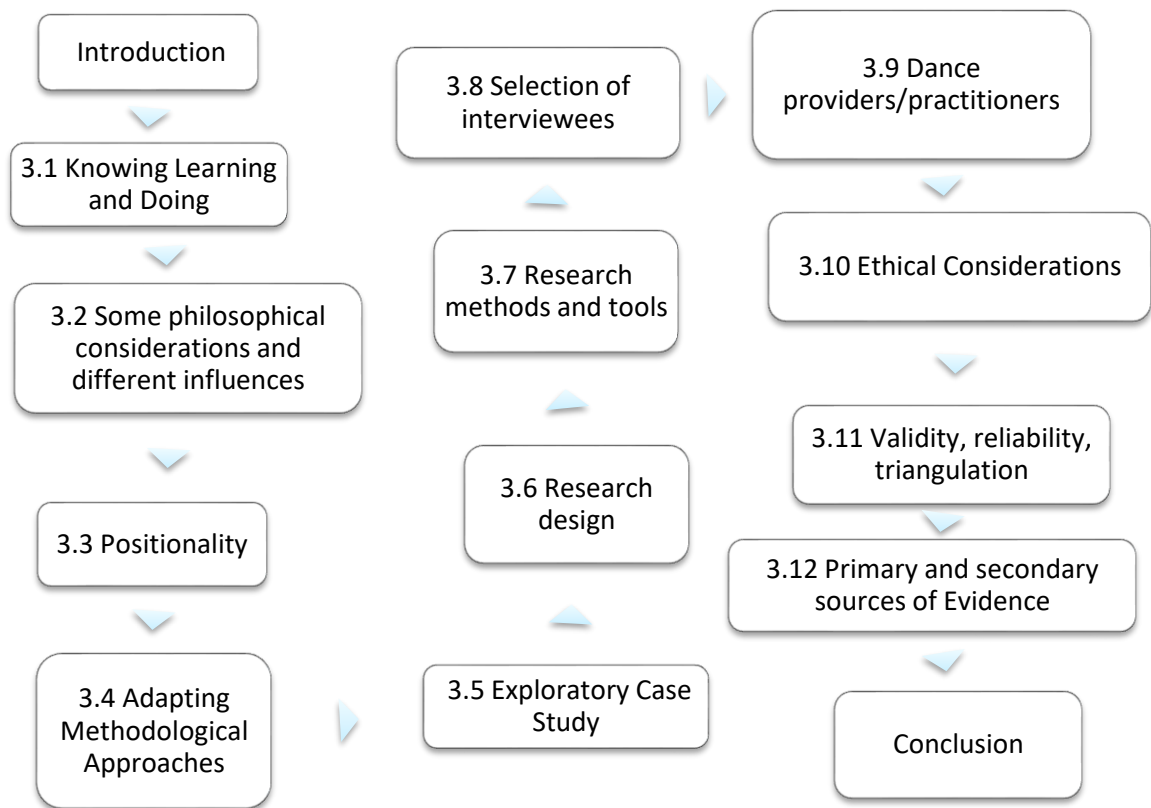 Introduction
3.1 Knowing Learning
and Doing
3.2 Some philosophical
considerations and
different influences
3.3 Positionality
3.4 Adapting
Methodological
Approaches
3.5 Exploratory Case
Study
3.6 Research
design
3.7 Research
methods and tools
3.8 Selection of
interviewees
3.9 Dance
providers/practitioners
3.10 Ethical Considerations
3.11 Validity, reliability,
triangulation
3.12 Primary and secondary
sources of Evidence
Conclusion